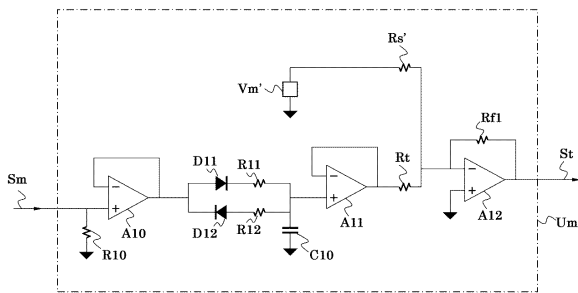 Rs'
Vm'
Rf1
D11
R11
Rt
St
Sm
−
−
−
+
+
+
A10
D12
R12
A11
A12
R10
C10
Um